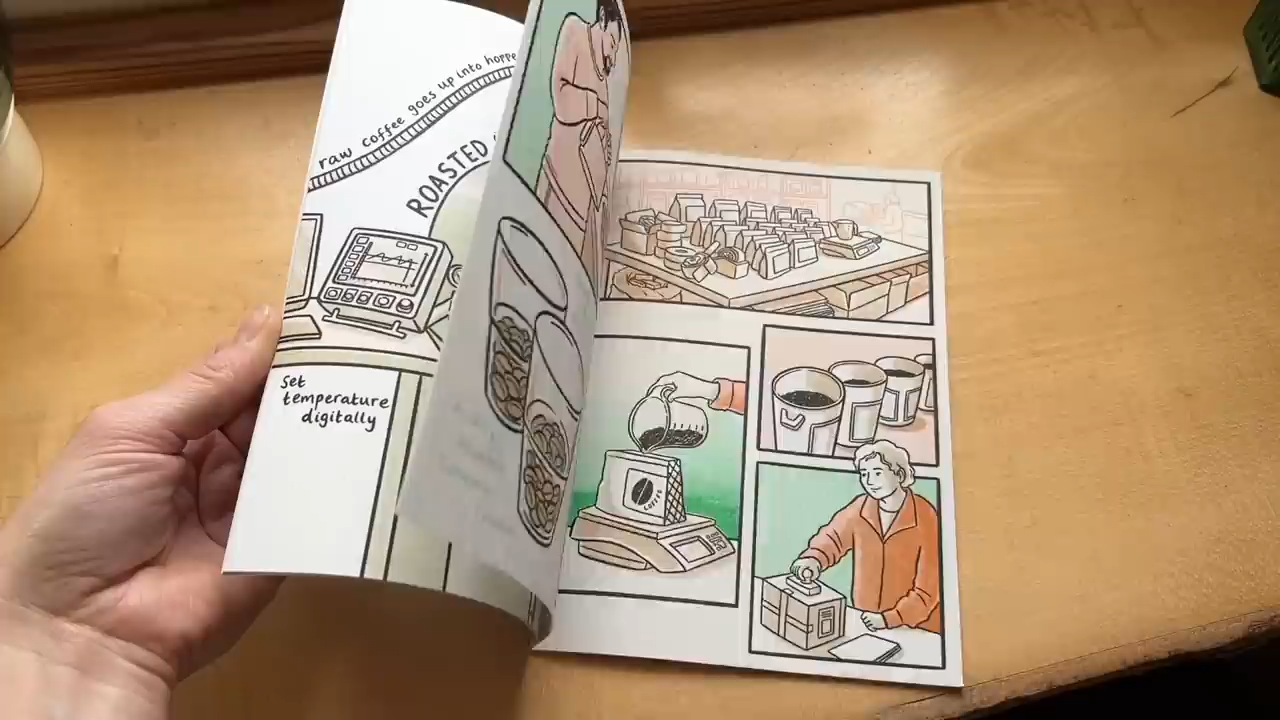 raw coffee goes up into hoppe
ROASTED
Set
temperature
digitally
COFFEE